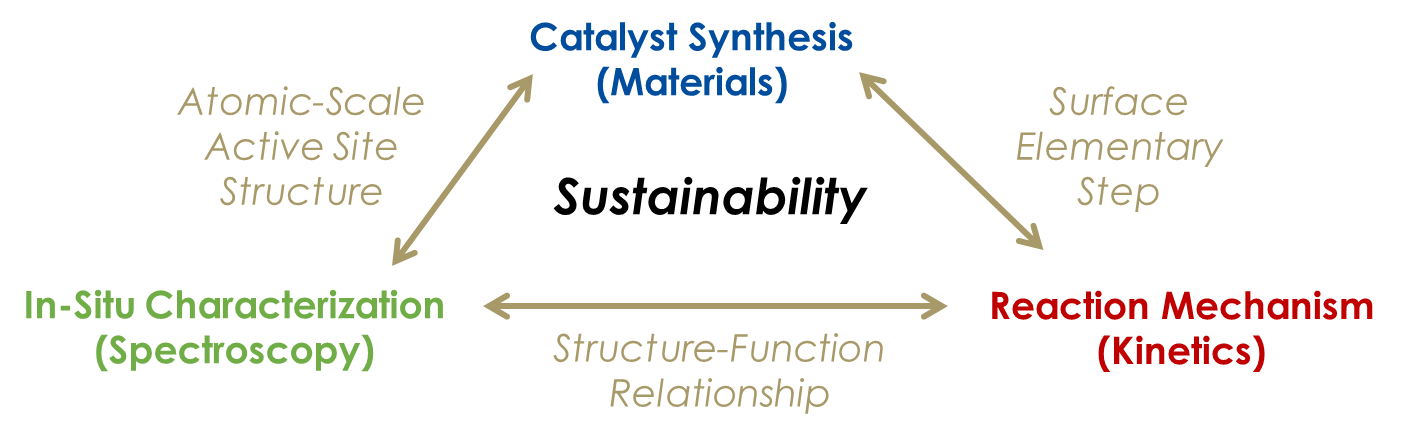 Catalyst Synthesis
(Materials)
Atomic-Scale
Active Site
Structure
Surface
Elementary
Step
Sustainability
In-Situ Characterization
(Spectroscopy)
Structure-Function
Relationship
Reaction Mechanism
(Kinetics)